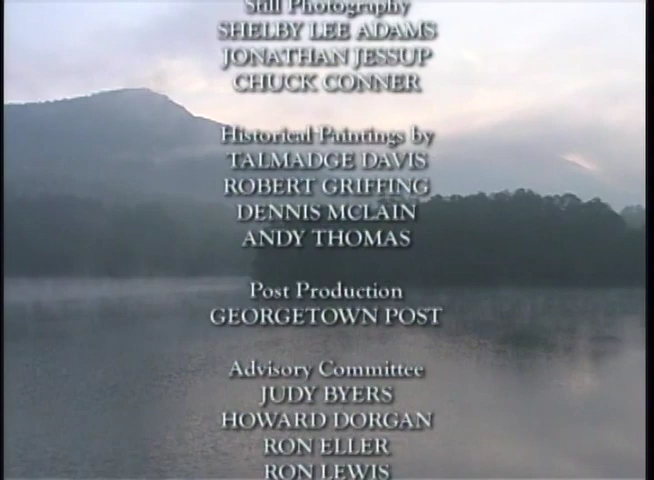 Still Photography
SHELBY LEE ADAMS
JONATHAN JESSUP
CHUCK CONNER
Historical Paintings by
TALMADGE DAVIS
ROBERT GRIFFING
DENNIS MCLAIN
ANDY THOMAS
Post Production
GEORGETOWN POST
Advisory Committee
JUDY BYERS
HOWARD DORGAN
RON ELLER
RON LEWIS